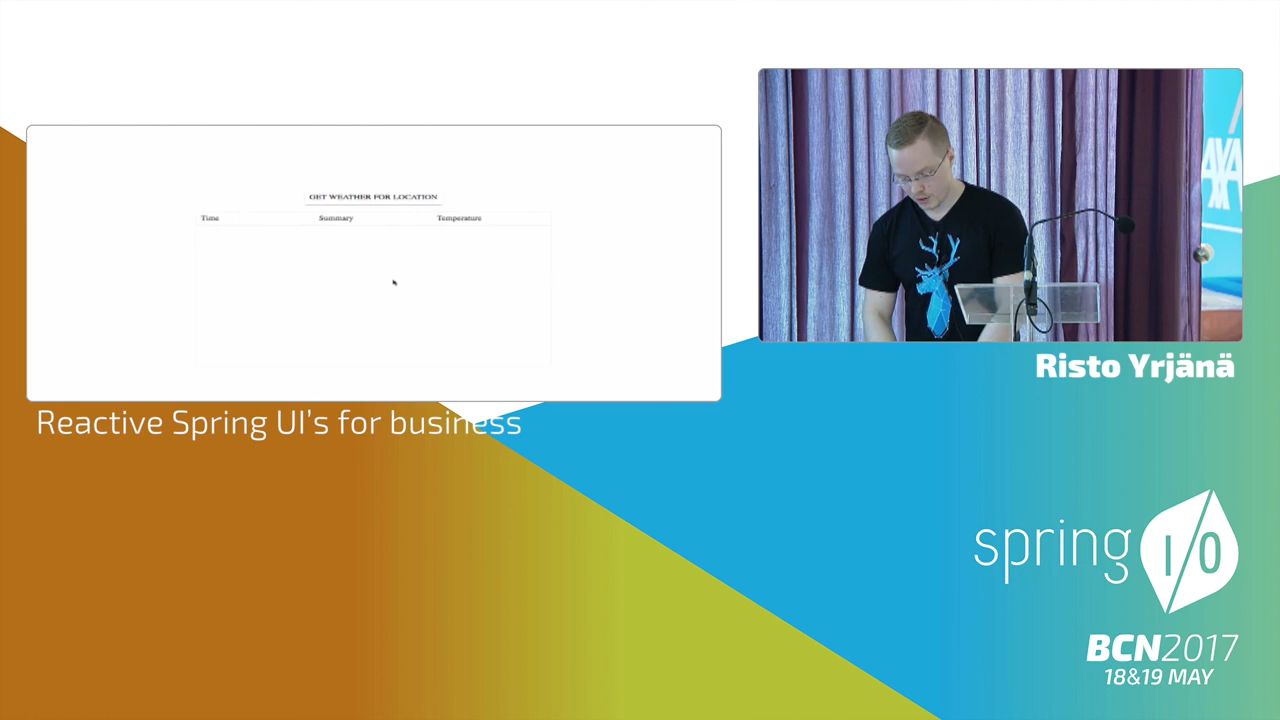 GET WEATHER FOR LOCATION
Time Summary Temperature
Reactive Spring UI's for business
AXA
Risto Yrjänä
spring I/O
BCN2017
18&19 MAY